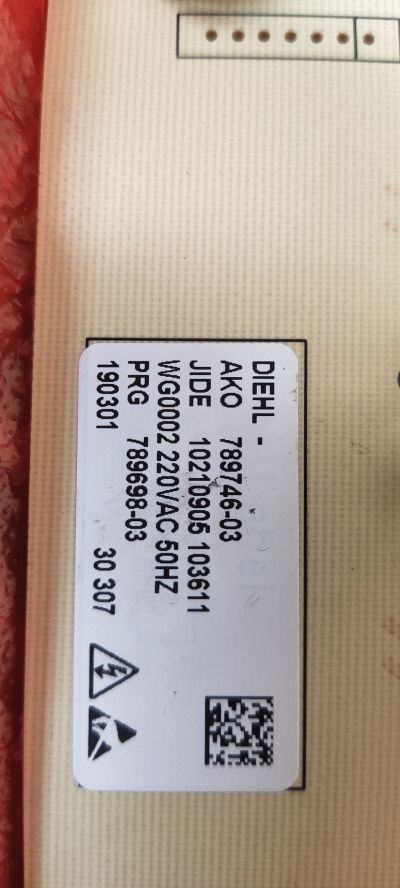 DIEHL -
AKO 789746-03
JIDE 10210905 103611
WG0002 220VAC 50HZ
PRG 789698-03
190301 30 307